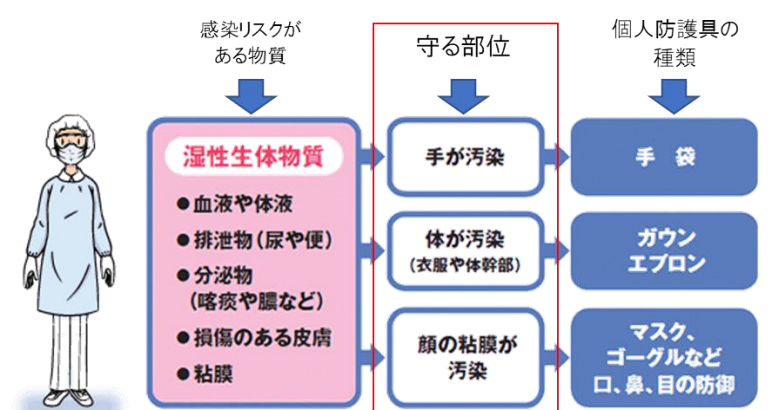 感染リスクが
ある物質
守る部位
個人防護具の
種類
湿性生体物質
●血液や体液
●排泄物(尿や便)
●分泌物
(喀痰や膿など)
●損傷のある皮膚
●粘膜
手が汚染
体が汚染
(衣服や体幹部)
顔の粘膜が
汚染
手 袋
ガウン
エプロン
マスク、
ゴーグルなど
口、鼻、目の防御